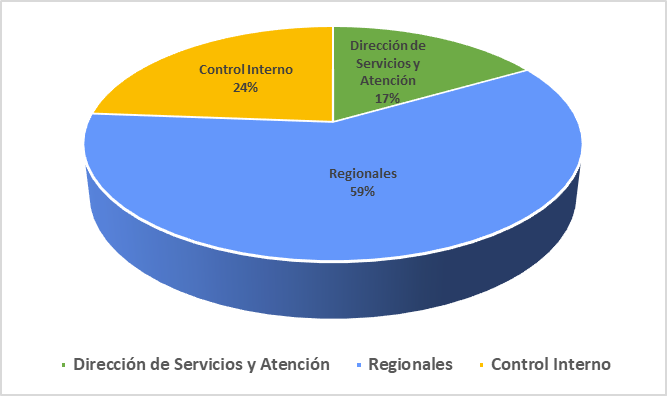 Dirección de
Servicios y
Atención
17%
Control Interno
24%
Regionales
59%
Dirección de Servicios y Atención Regionales Control Interno